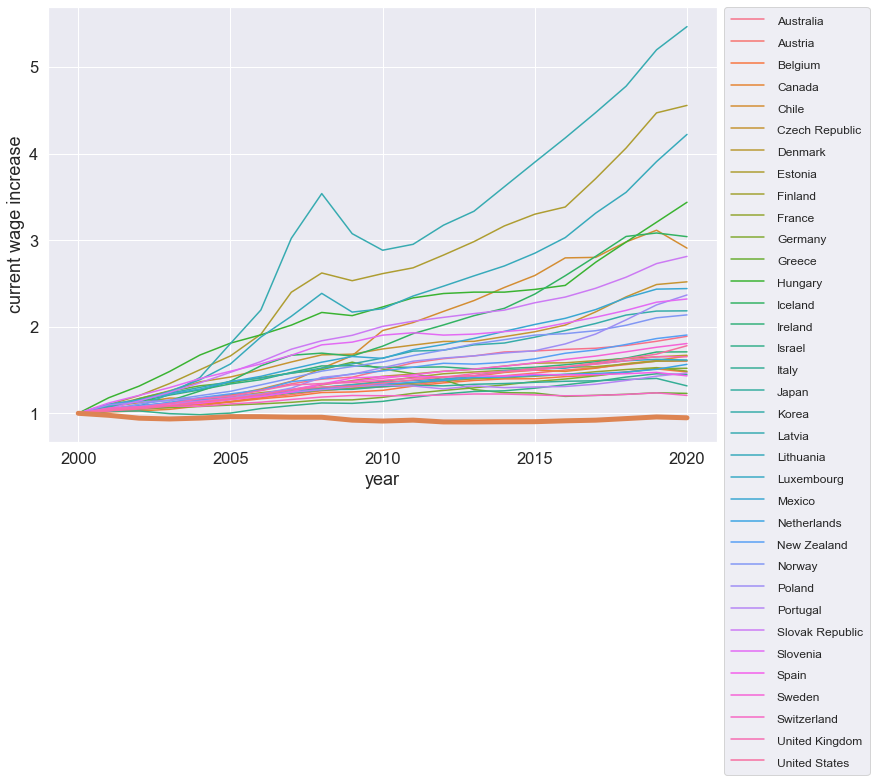 current wage increase
5
4
3
2
1
2000
2005
2010
2015
2020
year
Australia
Austria
Belgium
Canada
Chile
Czech Republic
Denmark
Estonia
Finland
France
Germany
Greece
Hungary
Iceland
Ireland
Israel
Italy
Japan
Korea
Latvia
Lithuania
Luxembourg
Mexico
Netherlands
New Zealand
Norway
Poland
Portugal
Slovak Republic
Slovenia
Spain
Sweden
Switzerland
United Kingdom
United States